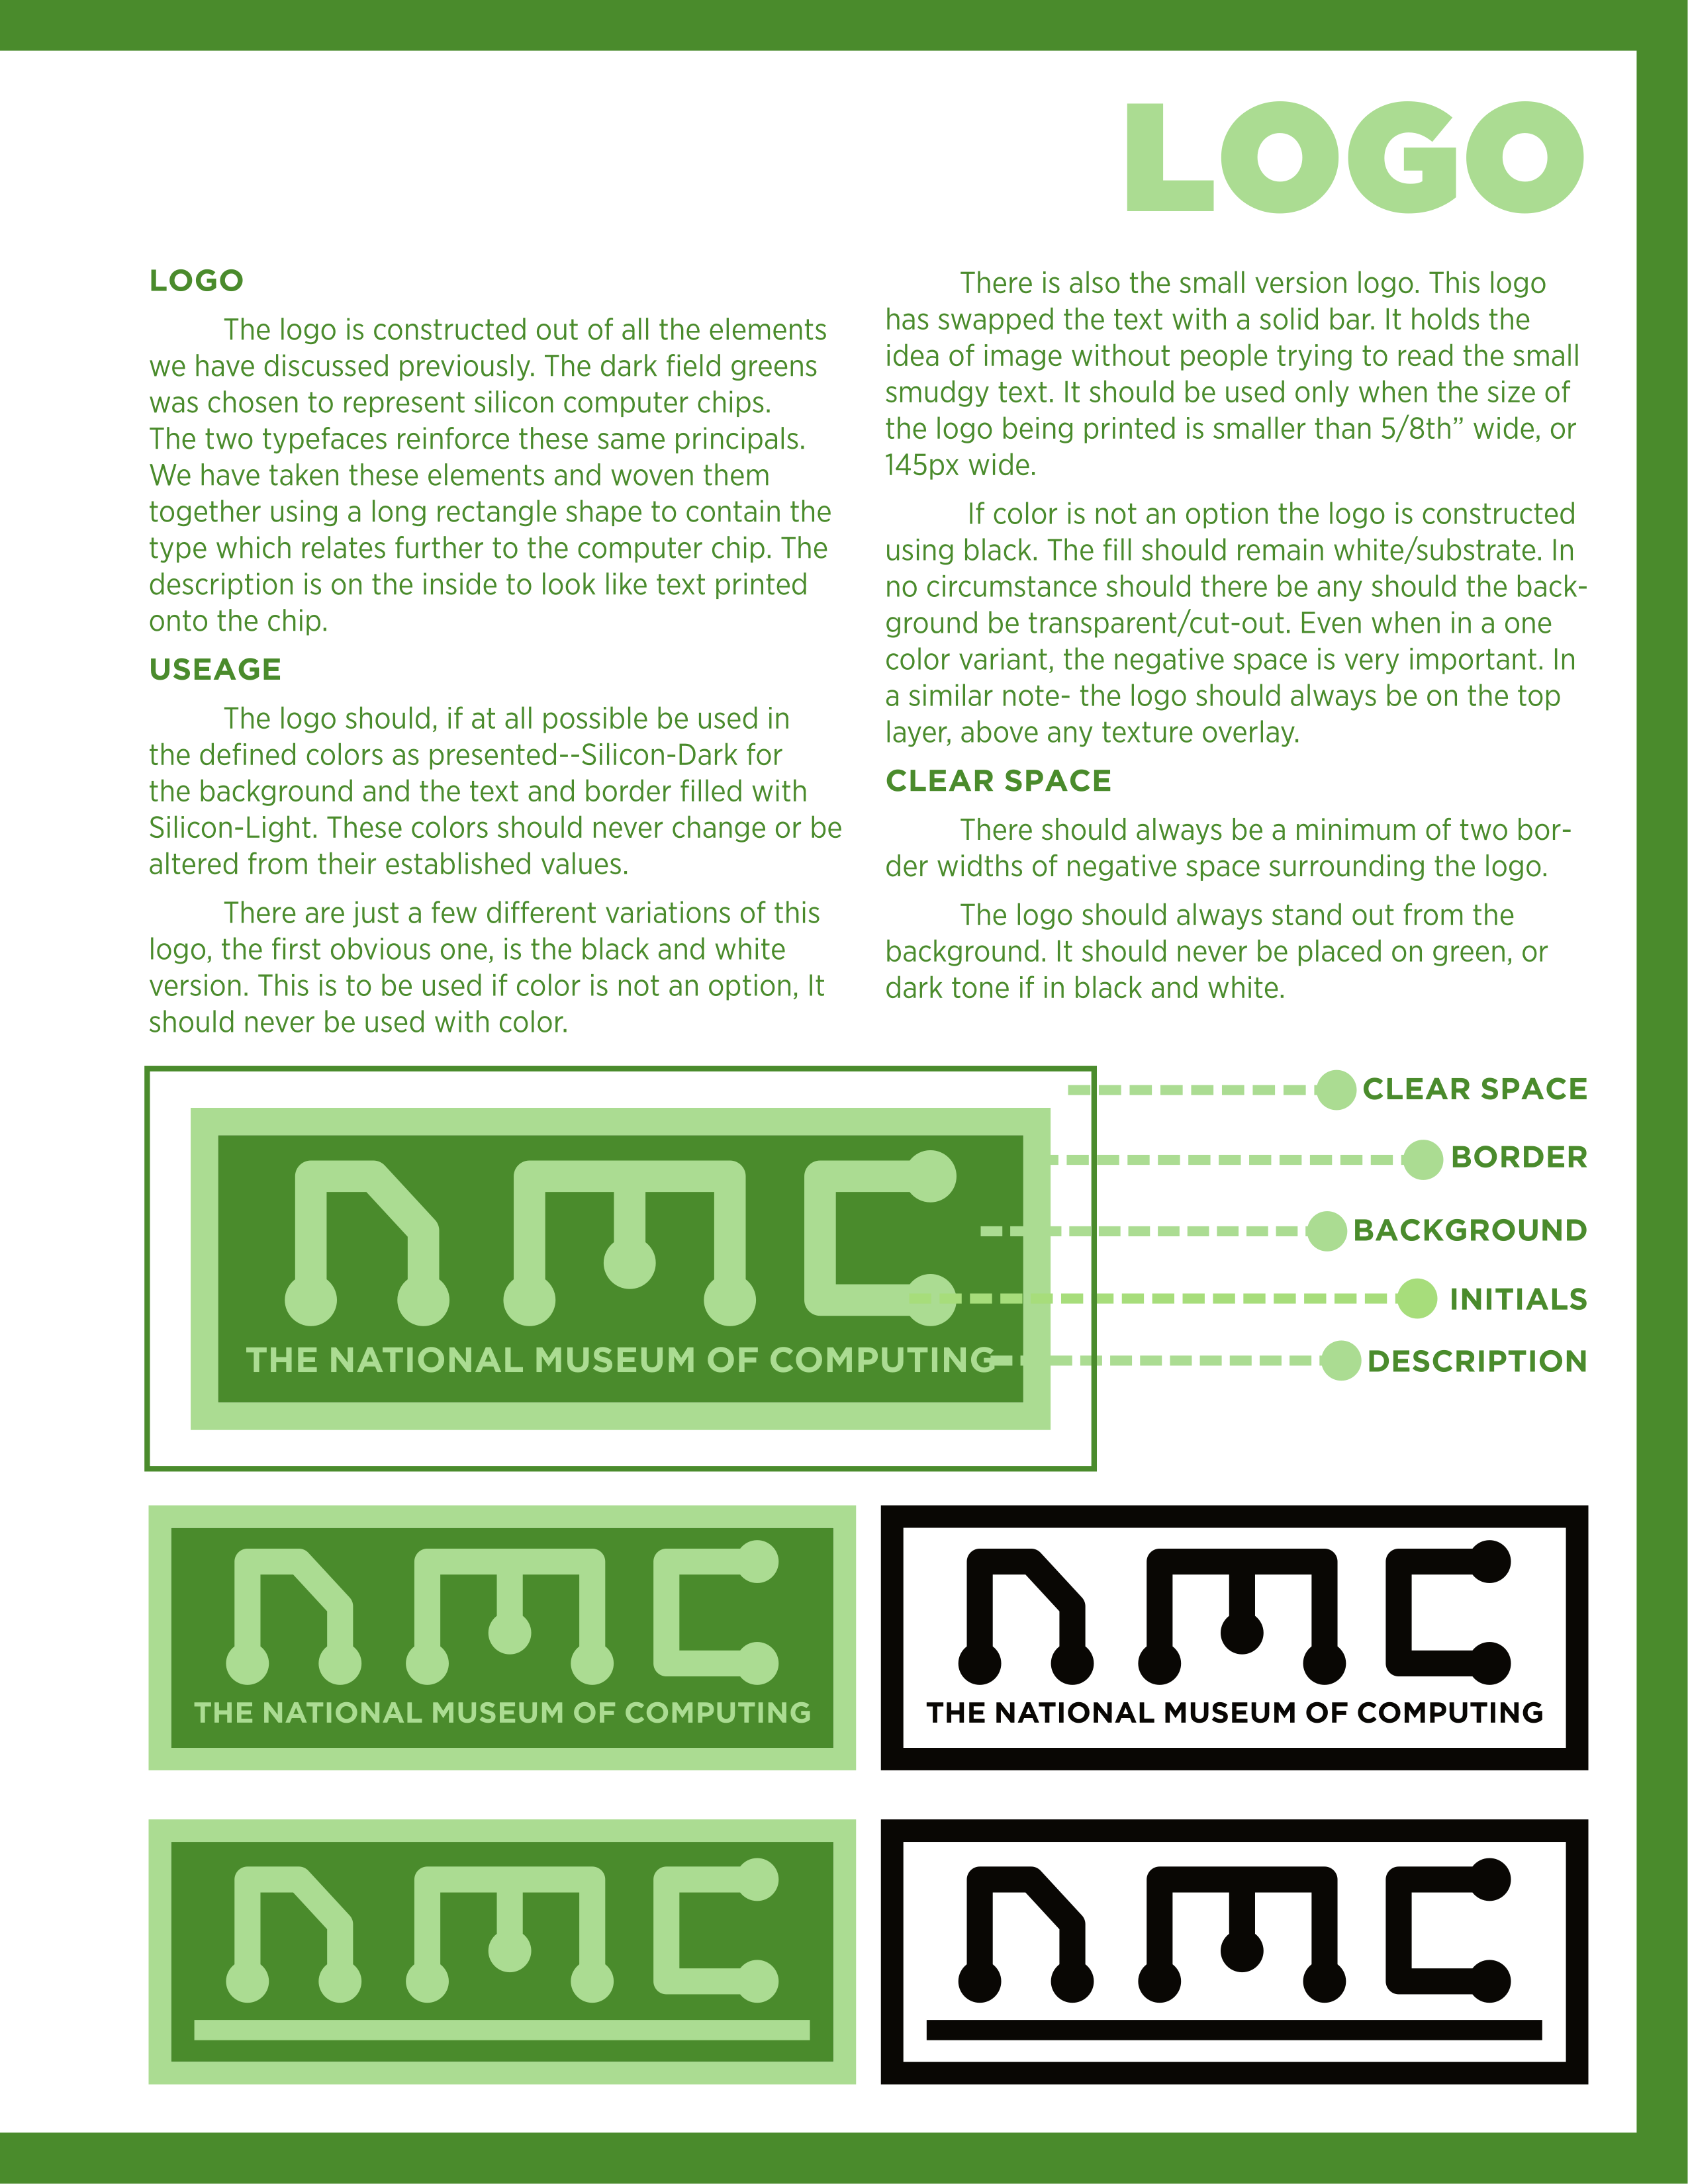 LOGO
LOGO
The logo is constructed out of all the elements
we have discussed previously. The dark field greens
was chosen to represent silicon computer chips.
The two typefaces reinforce these same principals.
We have taken these elements and woven them
together using a long rectangle shape to contain the
type which relates further to the computer chip. The
description is on the inside to look like text printed
onto the chip.
USEAGE
The logo should, if at all possible be used in
the defined colors as presented--Silicon-Dark for
the background and the text and border filled with
Silicon-Light. These colors should never change or be
altered from their established values.
There are just a few different variations of this
logo, the first obvious one, is the black and white
version. This is to be used if color is not an option, It
should never be used with color.
There is also the small version logo. This logo
has swapped the text with a solid bar. It holds the
idea of image without people trying to read the small
smudgy text. It should be used only when the size of
the logo being printed is smaller than 5/8th” wide, or
145px wide.
If color is not an option the logo is constructed
using black. The fill should remain white/substrate. In
no circumstance should there be any should the back-
ground be transparent/cut-out. Even when in a one
color variant, the negative space is very important. In
a similar note- the logo should always be on the top
layer, above any texture overlay.
CLEAR SPACE
There should always be a minimum of two bor-
der widths of negative space surrounding the logo.
The logo should always stand out from the
background. It should never be placed on green, or
dark tone if in black and white.
CLEAR SPACE
BORDER
BACKGROUND
INITIALS
DESCRIPTION
nmc
THE NATIONAL MUSEUM OF COMPUTING
nmc
THE NATIONAL MUSEUM OF COMPUTING
nmc
THE NATIONAL MUSEUM OF COMPUTING
nmc
nmc